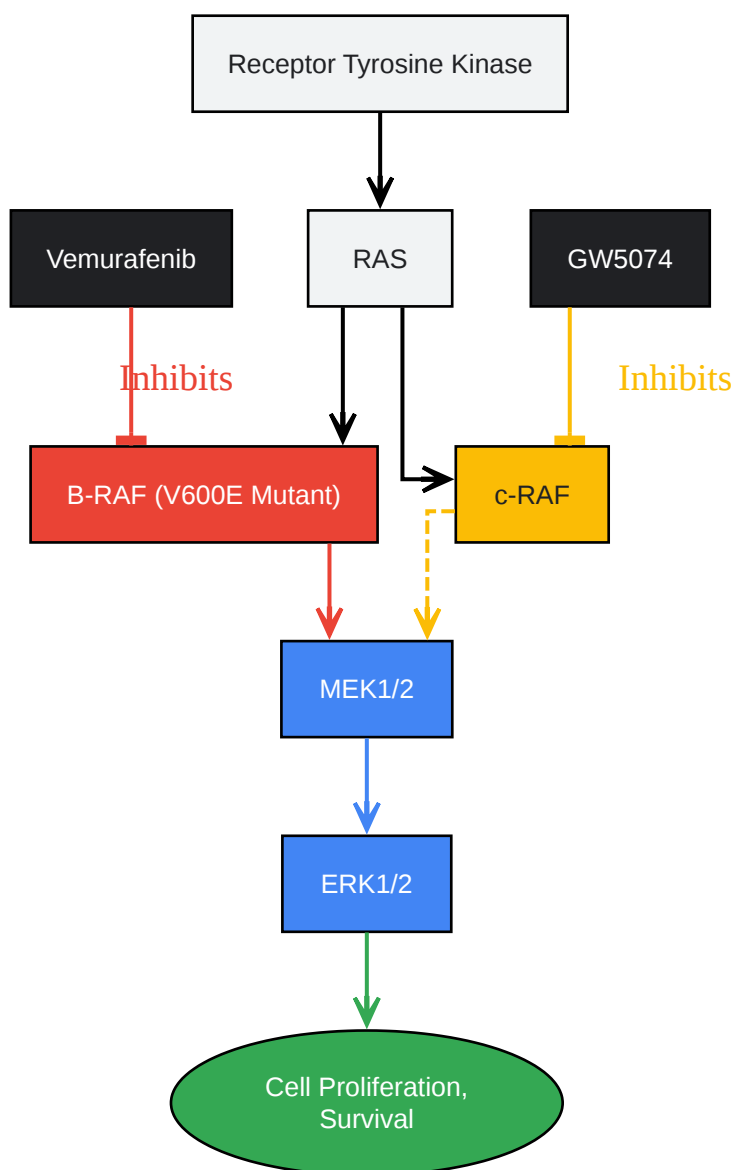 Receptor Tyrosine Kinase
Vemurafenib
RAS
GW5074
Inhibits
Inhibits
B-RAF (V600E Mutant)
c-RAF
MEK1/2
ERK1/2
Cell Proliferation,
Survival